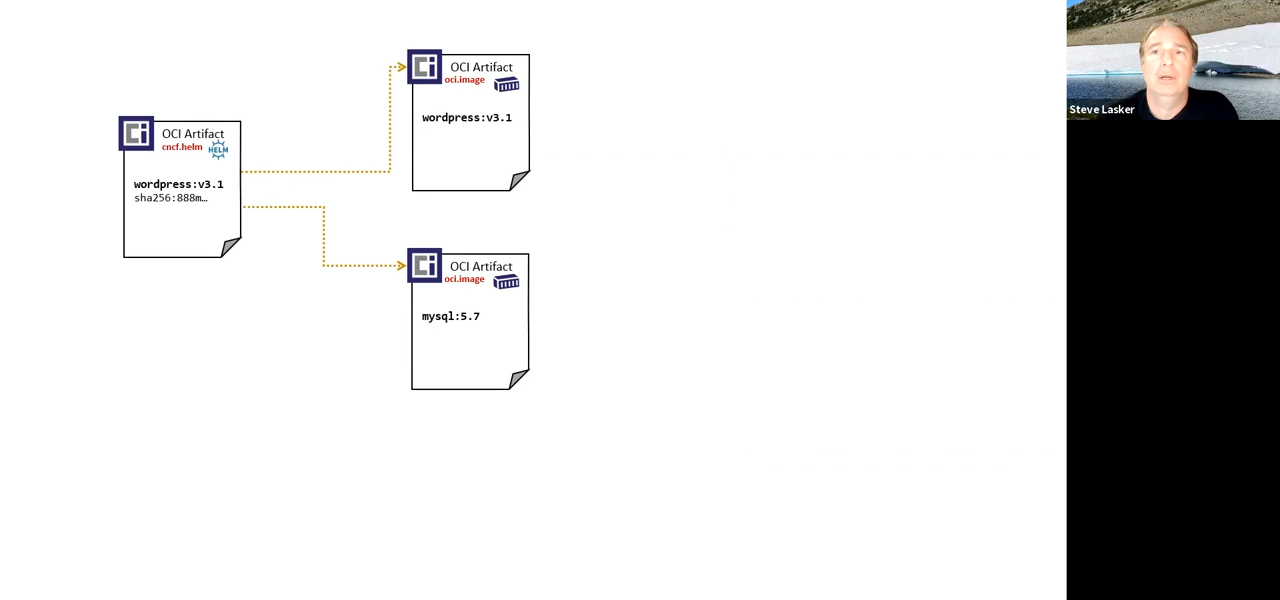 OCI Artifact
cncf.helm
HELM
wordpress:v3.1
sha256:888m…
OCI Artifact
oci.image
wordpress:v3.1
OCI Artifact
oci.image
mysql:5.7
Steve Lasker